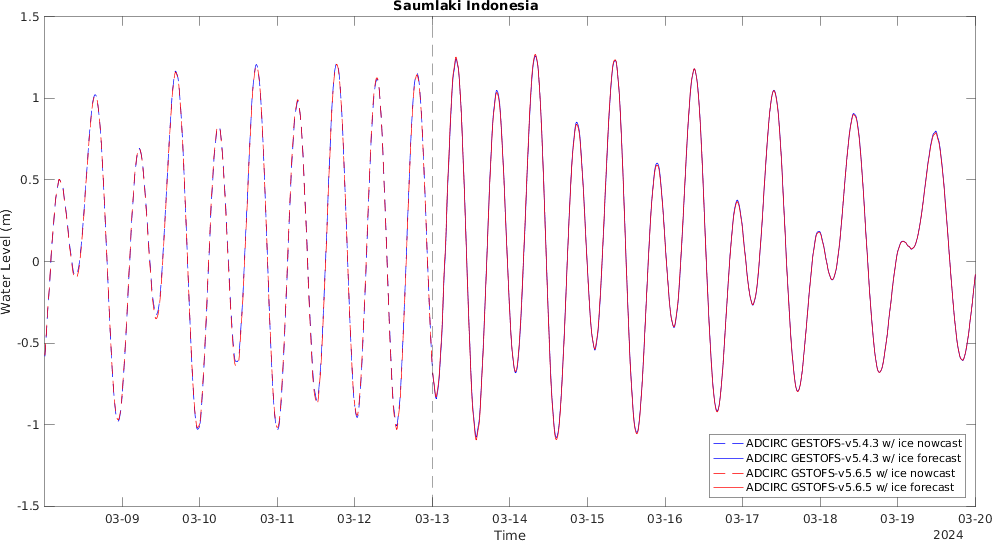 Saumlaki Indonesia
1.5
1
0.5
0
-0.5
-1
-1.5
Water Level (m)
03-09 03-10 03-11 03-12 03-13 03-14 03-15 03-16 03-17 03-18 03-19 03-20
Time
2024
ADCIRC GESTOFS-v5.4.3 w/ ice nowcast
ADCIRC GESTOFS-v5.4.3 w/ ice forecast
ADCIRC GSTOFS-v5.6.5 w/ ice nowcast
ADCIRC GSTOFS-v5.6.5 w/ ice forecast